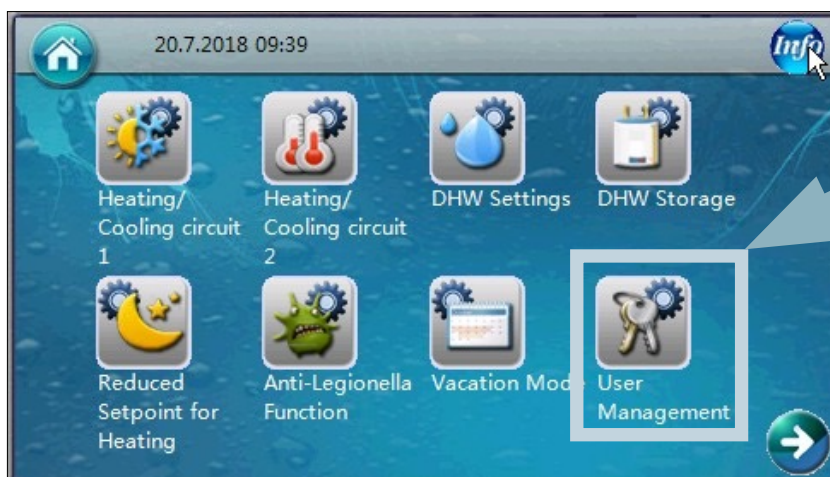 20.7.2018 09:39
Info
Heating/
Cooling circuit
1
Heating/
Cooling circuit
2
DHW Settings
DHW Storage
Reduced
Setpoint for
Heating
Anti-Legionella
Function
Vacation Mode
User
Management